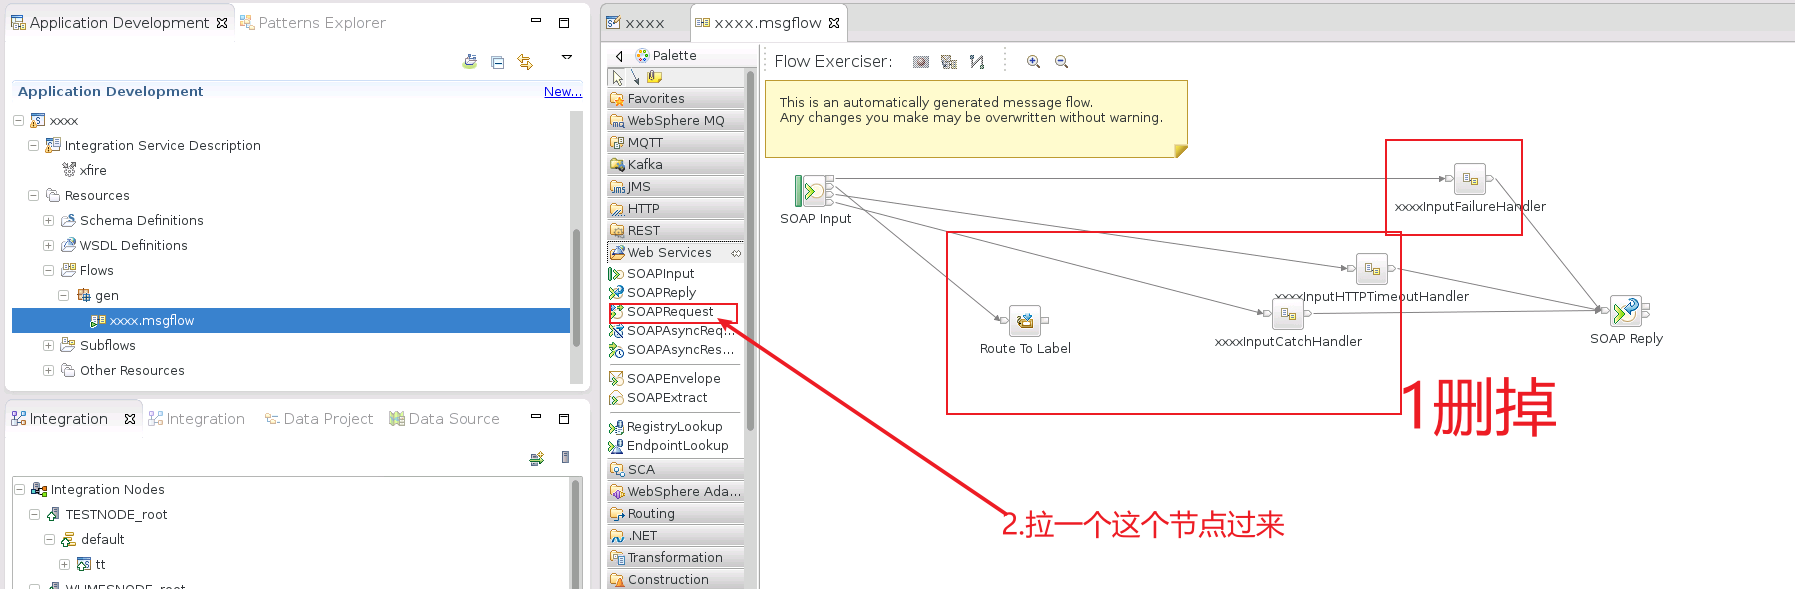 Application Development
Patterns Explorer
Application Development
New...
xxxx
Integration Service Description
xfire
Resources
Schema Definitions
WSDL Definitions
Flows
gen
xxxx.msgflow
Subflows
Other Resources
Integration
Integration
Data Project
Data Source
Integration Nodes
TESTNODE_root
default
tt
xxxx
xxxx.msgflow
Palette
Favorites
WebSphere MQ
MQTT
Kafka
JMS
HTTP
REST
Web Services
SOAPInput
SOAPReply
SOAPRequest
SOAPAsyncReq...
SOAPAsyncRes...
SOAPEnvelope
SOAPExtract
RegistryLookup
EndpointLookup
SCA
WebSphere Ada...
Routing
.NET
Transformation
Construction
Flow Exerciser:
This is an automatically generated message flow.
Any changes you make may be overwritten without warning.
SOAP Input
xxxxInputFailureHandler
xxxxInputHTTPTimeoutHandler
xxxxInputCatchHandler
Route To Label
SOAP Reply
1删掉
2.拉一个这个节点过来